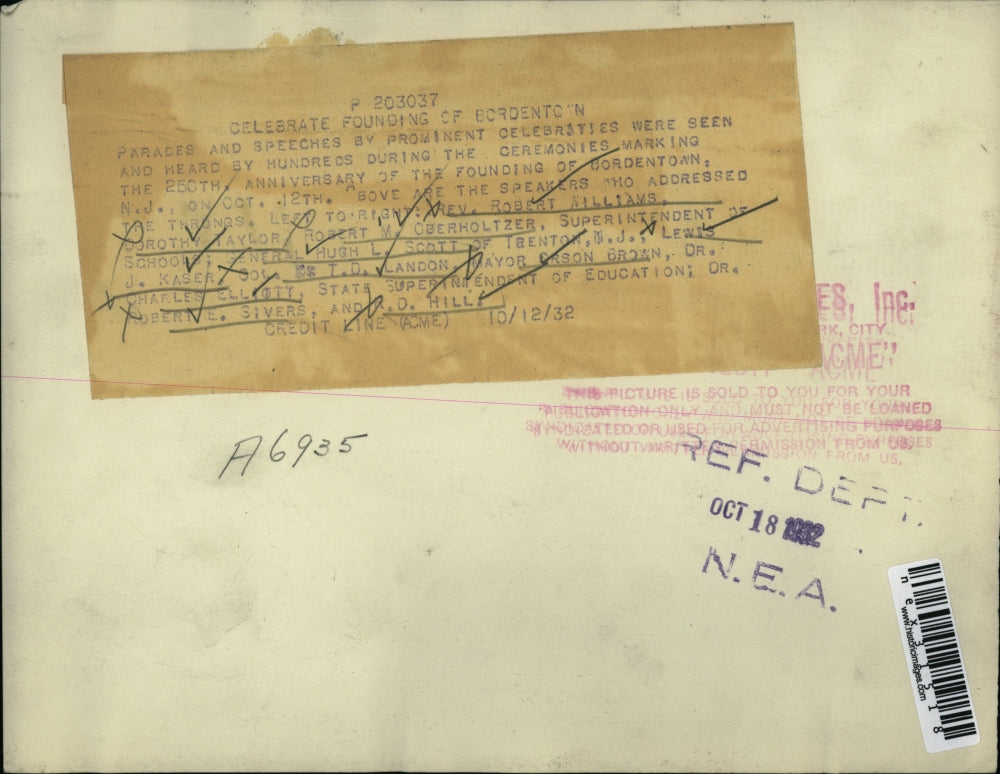 P 203037
CELEBRATE FOUNDING OF BORDENTOWN
PARADES AND SPEECHES BY PROMINENT CELEBRITIES WERE SEEN
AND HEARD BY HUNDREDS DURING THE CEREMONIES MARKING
THE 250TH. ANNIVERSARY OF THE FOUNDING OF BORDENTOWN,
N.J., ON OCT. 12TH. ABOVE ARE THE SPEAKERS WHO ADDRESSED
THE THRONGS. LEFT TO RIGHT; REV. ROBERT WILLIAMS,
DOROTHY TAYLOR, ROBERT M. OBERHOLTZER, SUPERINTENDENT OF
SCHOOLS; GENERAL HUGH L. SCOTT OF TRENTON, N.J., LEWIS
J. KASER, COL. T.D. LANDON, MAYOR ORSON BROWN, DR.
CHARLES ELLIOTT, STATE SUPERINTENDENT OF EDUCATION; DR.
ROBERT E. SIVERS, AND .D. HILL.
CREDIT LINE (ACME) 10/12/32
ES, Inc.
RK, CITY.
ACME"
THIS PICTURE IS SOLD TO YOU FOR YOUR
PUBLICATION ONLY AND MUST NOT BE LOANED
SYNDICATED OR USED FOR ADVERTISING PURPOSES
WITHOUT WRITTEN PERMISSION FROM US.
A6935
REF. DEPT.
OCT 18 1932
N.E.A.
nex31518
www.historicimages.com